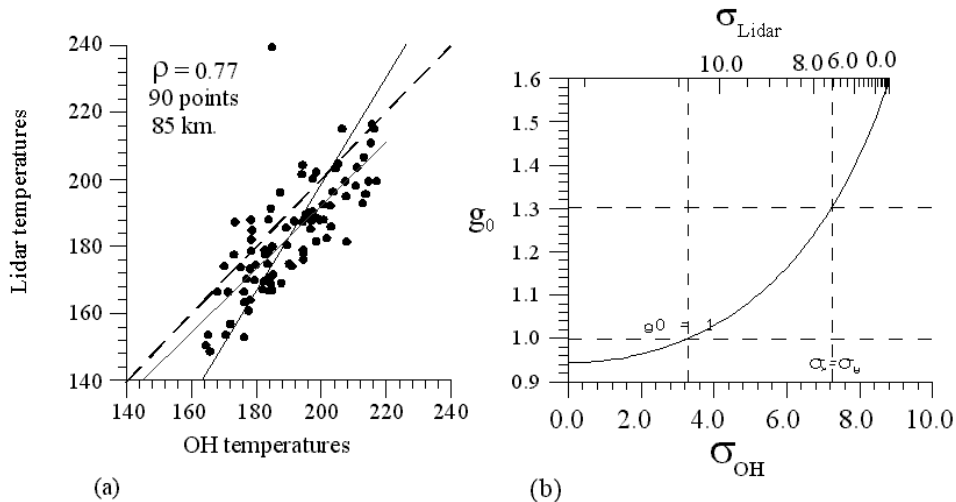 240
220
200
180
160
140
Lidar temperatures
ρ = 0.77
90 points
85 km.
140 160 180 200 220 240
OH temperatures
(a)
σLidar
10.0 8.0 6.0 0.0
1.6
1.5
1.4
1.3
1.2
1.1
1.0
0.9
g0
g0 = 1
0.0 2.0 4.0 6.0 8.0 10.0
σOH
(b)